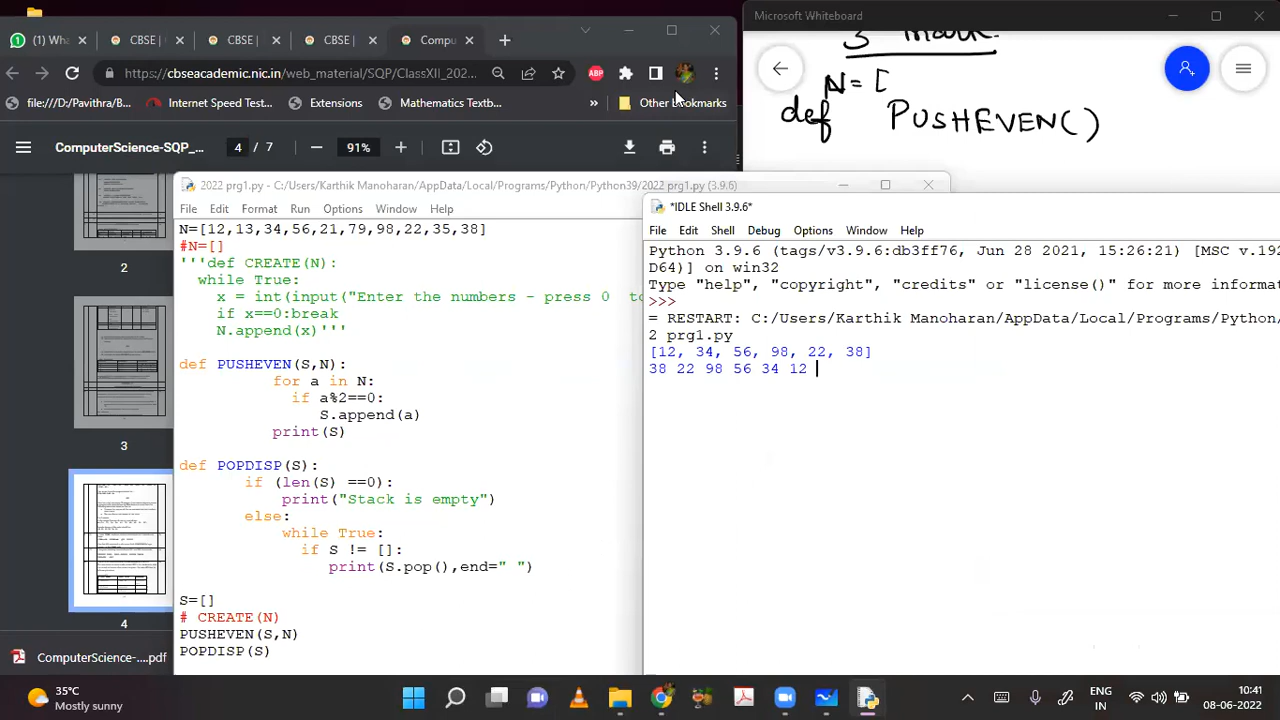 Microsoft Whiteboard
3 mark.
N= [
def PUSHEVEN()
(1) Wha
CBSE
CBSE I
CBSE I
Compu
https://cbseacademic.nic.in/web_mat
SQP/ClassXII_202...
Speed Test...
Extensions
Numerology Vedic...
»
Other bookmarks
ComputerScience-SQP_...
4 / 7
91%
2
3
4
2022 prg1.py - C:/Users/Karthik Manoharan/AppData/Local/Programs/Python/Python39/2022 prg1.py (3.9.6)
File Edit Format Run Options Window Help
N=[12,13,34,56,21,79,98,22,35,38]
#N=[]
'''def CREATE(N):
while True:
x = int(input("Enter the numbers - press 0 to
if x==0:break
N.append(x)'''
def PUSHEVEN(S,N):
for a in N:
if a%2==0:
S.append(a)
print(S)
def POPDISP(S):
if (len(S) ==0):
print("Stack is empty")
else:
while True:
if S != []:
print(S.pop(),end=" ")
S=[]
# CREATE(N)
PUSHEVEN(S,N)
POPDISP(S)
*IDLE Shell 3.9.6*
File Edit Shell Debug Options Window Help
Python 3.9.6 (tags/v3.9.6:db3ff76, Jun 28 2021, 15:26:21) [MSC v.192
D64)] on win32
Type "help", "copyright", "credits" or "license()" for more informat
>>>
= RESTART: C:/Users/Karthik Manoharan/AppData/Local/Programs/Python/
2 prg1.py
[12, 34, 56, 98, 22, 38]
38 22 98 56 34 12
ComputerScience-....pdf
35°C
Mostly sunny
ENG
IN
10:41
08-06-2022